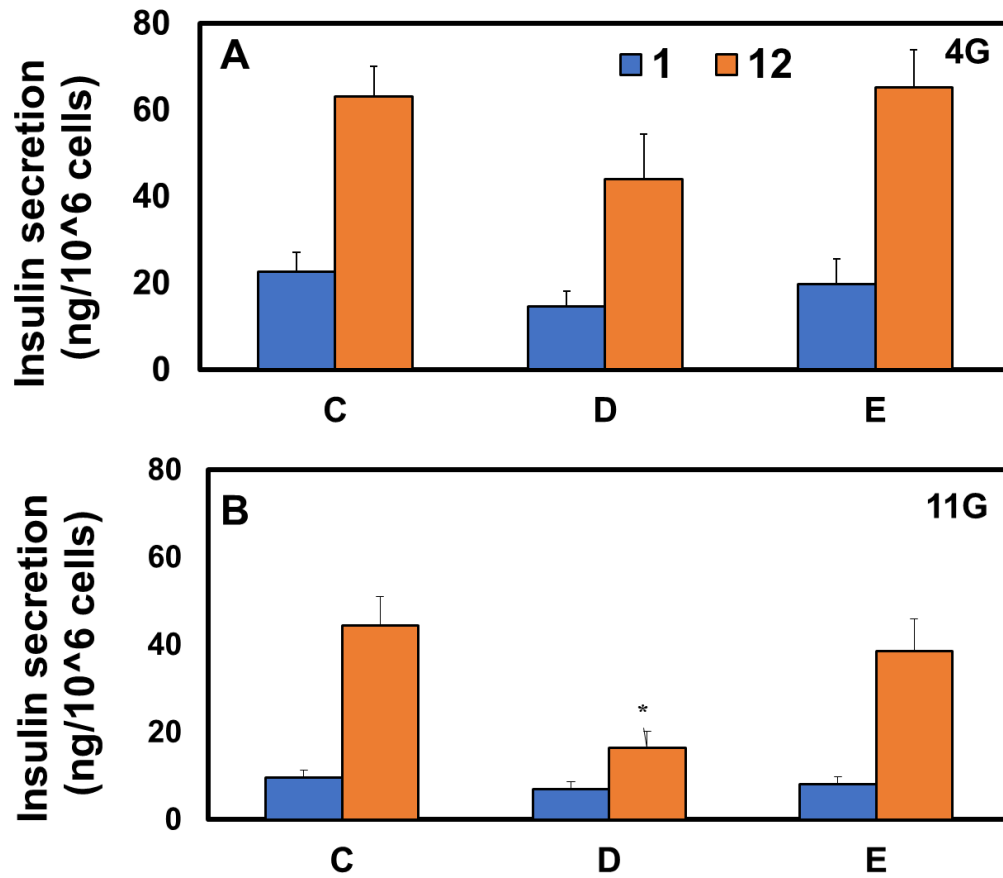 Insulin secretion
(ng/10^6 cells)
80
60
40
20
0
A
1
12
4G
C
D
E
Insulin secretion
(ng/10^6 cells)
80
60
40
20
0
B
11G
*
C
D
E